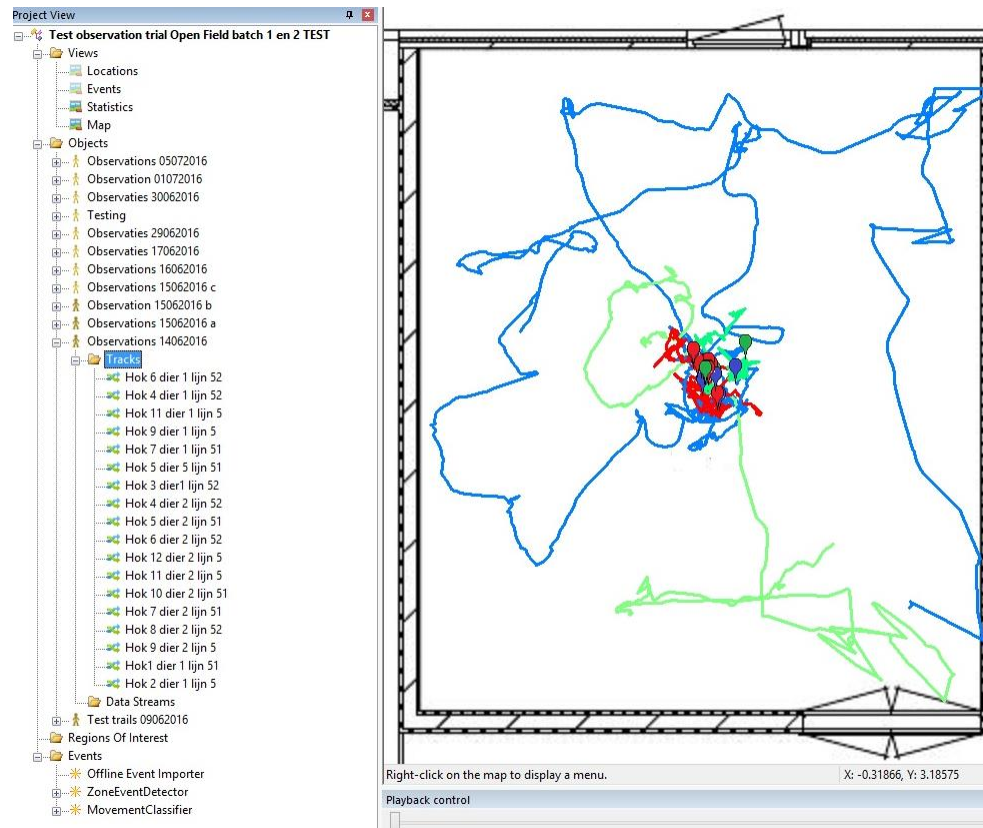 Project View
Test observation trial Open Field batch 1 en 2 TEST
Views
Locations
Events
Statistics
Map
Objects
Observations 05072016
Observation 01072016
Observaties 30062016
Testing
Observaties 29062016
Observaties 17062016
Observations 16062016
Observations 15062016 c
Observation 15062016 b
Observations 15062016 a
Observations 14062016
Tracks
Hok 6 dier 1 lijn 52
Hok 4 dier 1 lijn 52
Hok 11 dier 1 lijn 5
Hok 9 dier 1 lijn 5
Hok 7 dier 1 lijn 51
Hok 5 dier 5 lijn 51
Hok 3 dier1 lijn 52
Hok 4 dier 2 lijn 52
Hok 5 dier 2 lijn 51
Hok 6 dier 2 lijn 52
Hok 12 dier 2 lijn 5
Hok 11 dier 2 lijn 5
Hok 10 dier 2 lijn 51
Hok 7 dier 2 lijn 51
Hok 8 dier 2 lijn 52
Hok 9 dier 2 lijn 5
Hok1 dier 1 lijn 51
Hok 2 dier 1 lijn 5
Data Streams
Test trails 09062016
Regions Of Interest
Events
Offline Event Importer
ZoneEventDetector
MovementClassifier
Right-click on the map to display a menu.
X: -0.31866, Y: 3.18575
Playback control